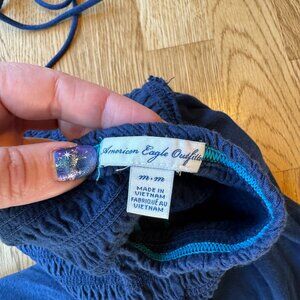 American Eagle Outfitters
m-m
MADE IN
VIETNAM
FABRIQUÉ AU
VIETNAM